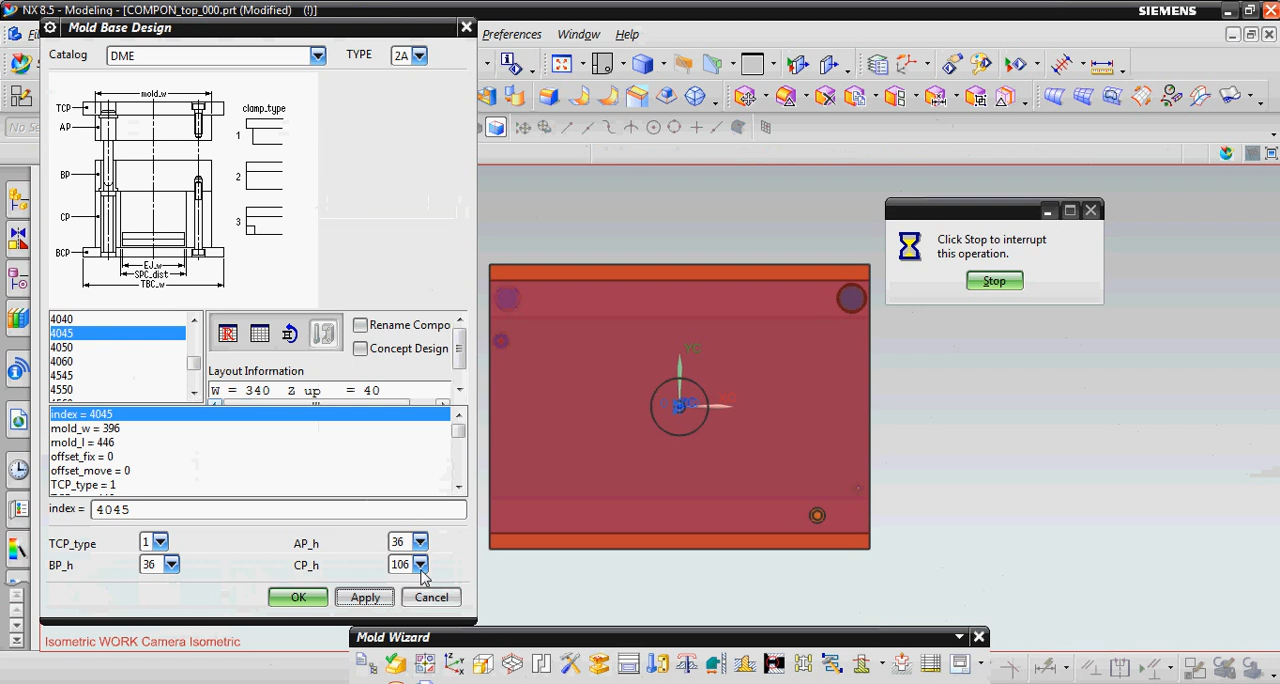 NX 8.5 - Modeling - [COMPON_top_000.prt (Modified) (!)]
SIEMENS
Mold Base Design
Preferences Window Help
Catalog DME TYPE 2A
mold_w
TCP
AP
BP
CP
BCP
EJ_w
SPC_dist
TBC_w
clamp_type
1
2
3
4040
4045
4050
4060
4545
4550
Rename Compo
Concept Design
Layout Information
W = 340 Z up = 40
index = 4045
mold_w = 396
mold_l = 446
offset_fix = 0
offset_move = 0
TCP_type = 1
index = 4045
TCP_type 1 AP_h 36
BP_h 36 CP_h 106
OK Apply Cancel
Click Stop to interrupt
this operation.
Stop
Isometric WORK Camera Isometric
Mold Wizard